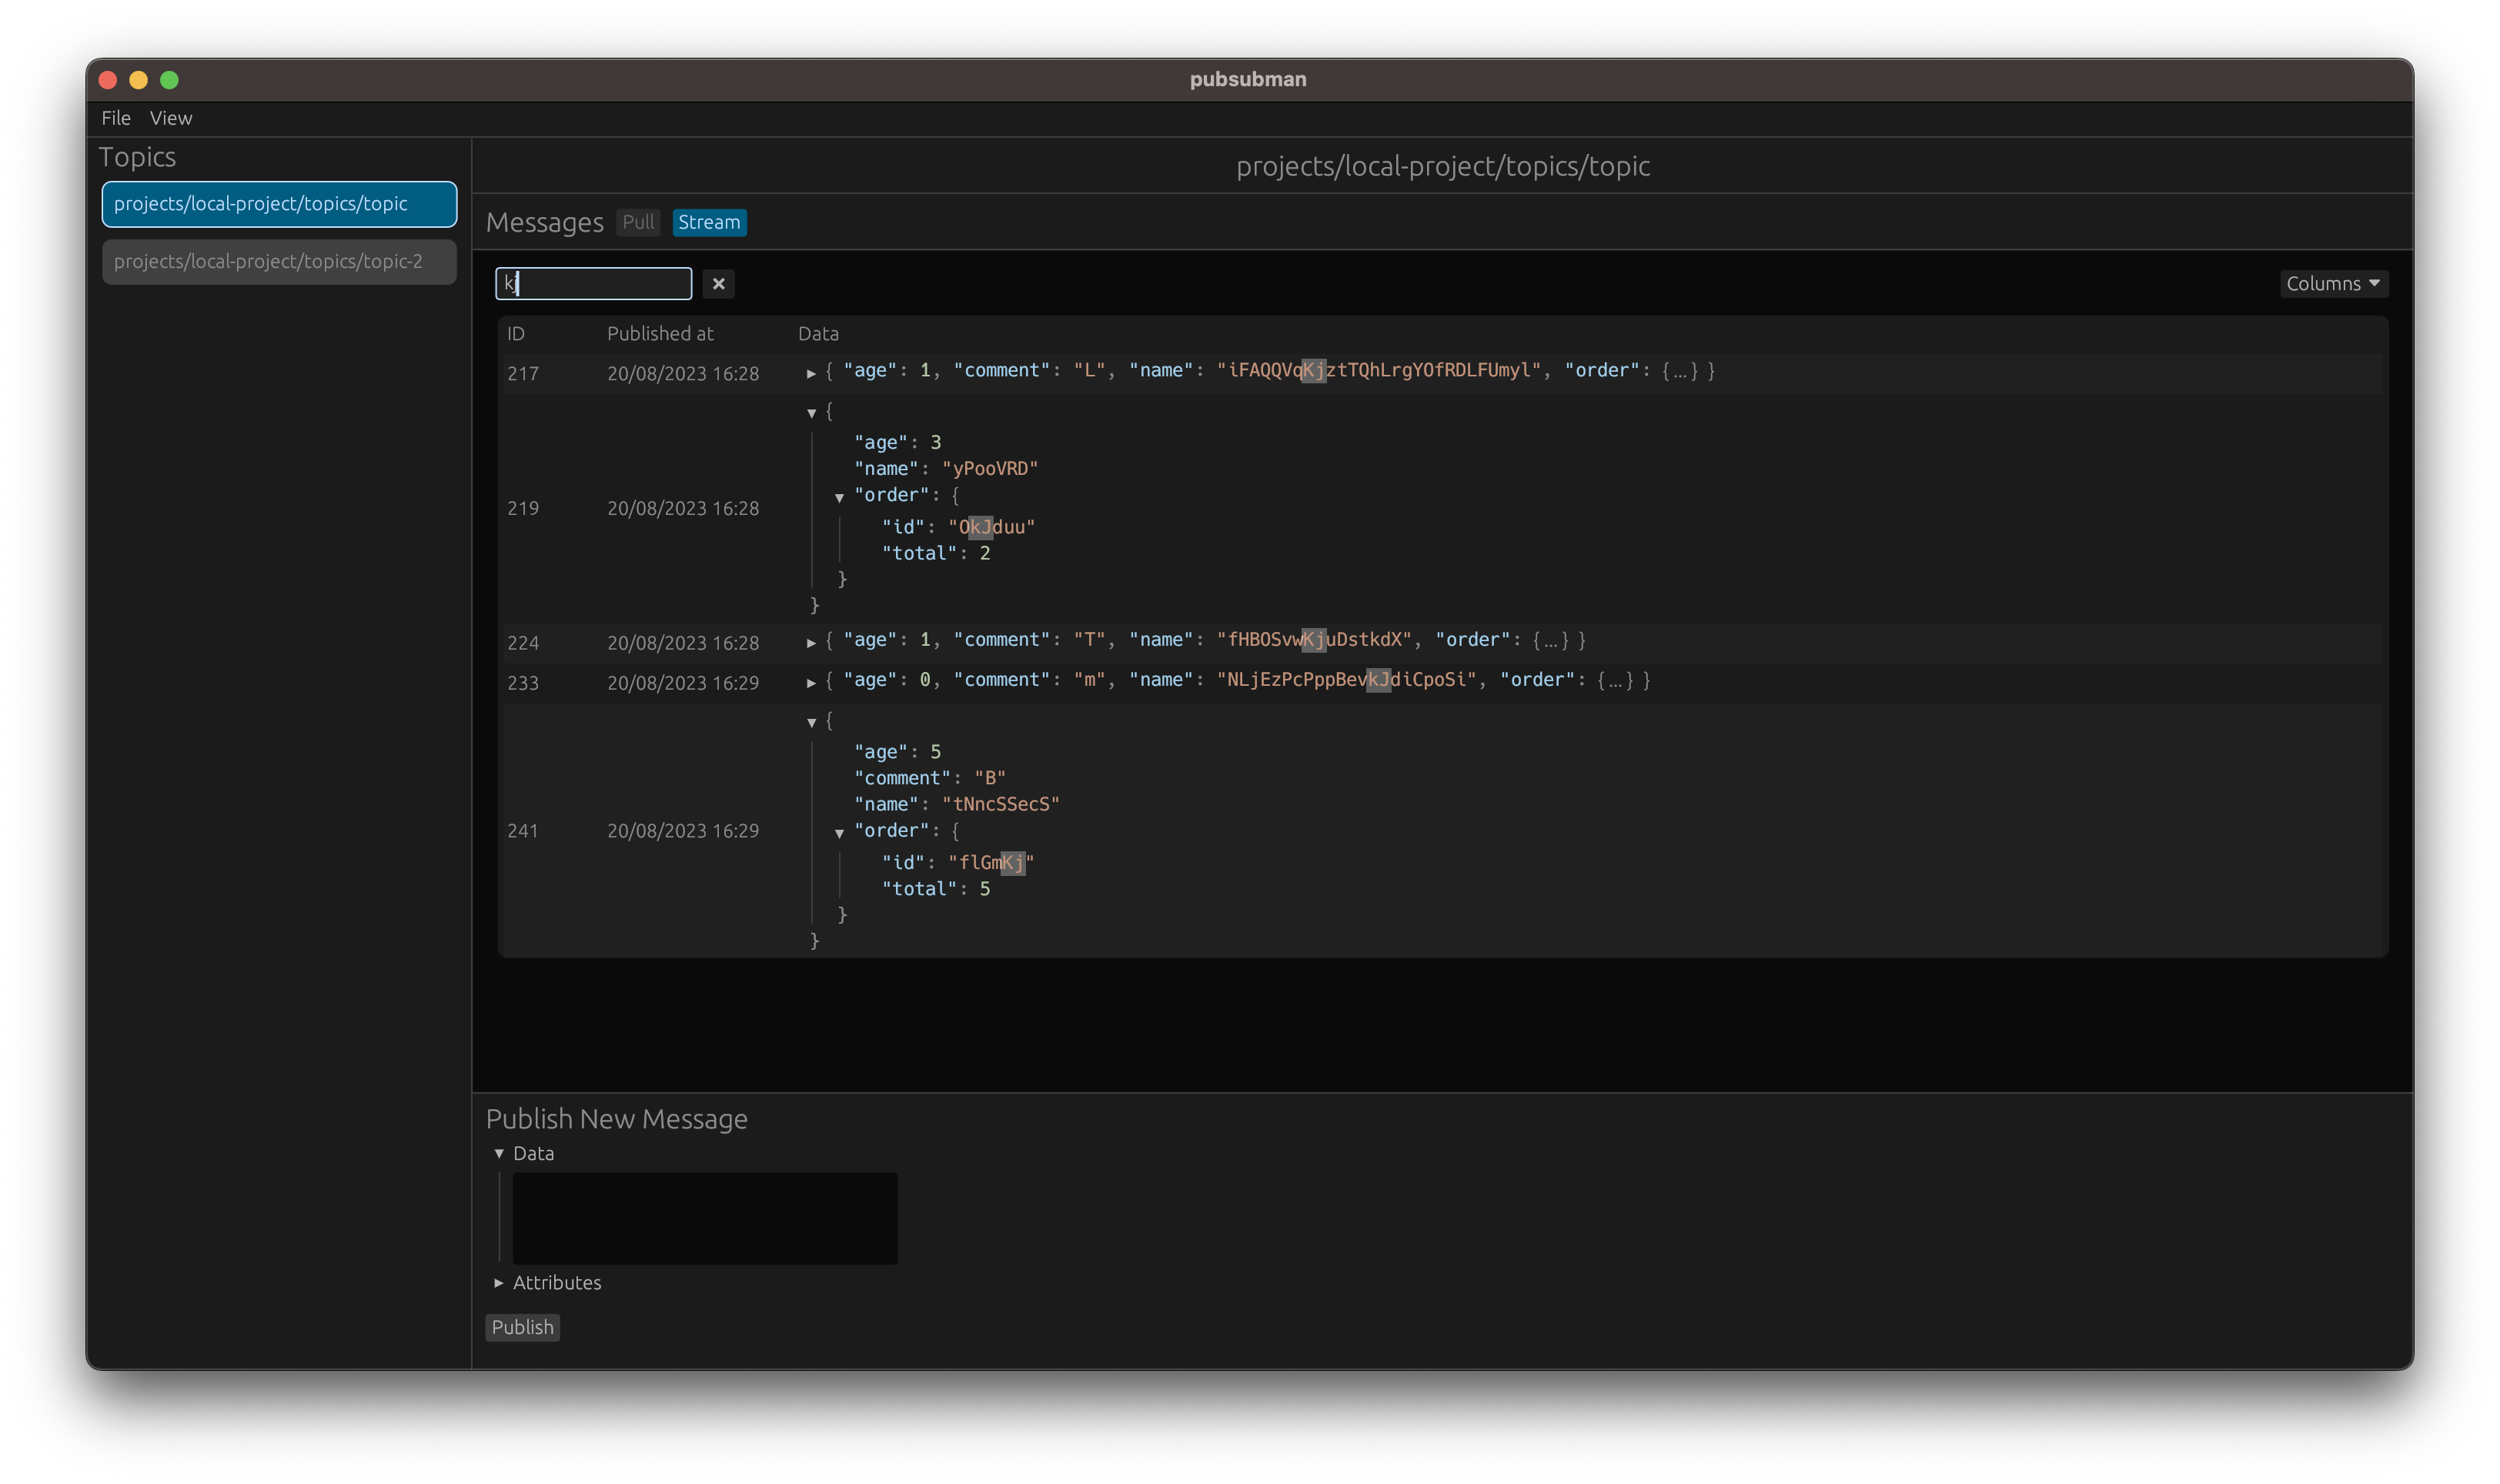 pubsubman
File View
Topics
projects/local-project/topics/topic
projects/local-project/topics/topic-2
projects/local-project/topics/topic
Messages Pull Stream
kj
Columns
ID Published at Data
217 20/08/2023 16:28 { "age": 1, "comment": "L", "name": "iFAQQVqKjztTQhLrgYOfRDLFUmyl", "order": {...} }
{
"age": 3
"name": "yPooVRD"
"order": {
219 20/08/2023 16:28
"id": "OkJduu"
"total": 2
}
}
224 20/08/2023 16:28 { "age": 1, "comment": "T", "name": "fHBOSvwKjuDstkdX", "order": {...} }
233 20/08/2023 16:29 { "age": 0, "comment": "m", "name": "NLjEzPcPppBevkJdiCpoSi", "order": {...} }
{
"age": 5
"comment": "B"
"name": "tNncSSecS"
241 20/08/2023 16:29 "order": {
"id": "flGmKj"
"total": 5
}
}
Publish New Message
Data
Attributes
Publish